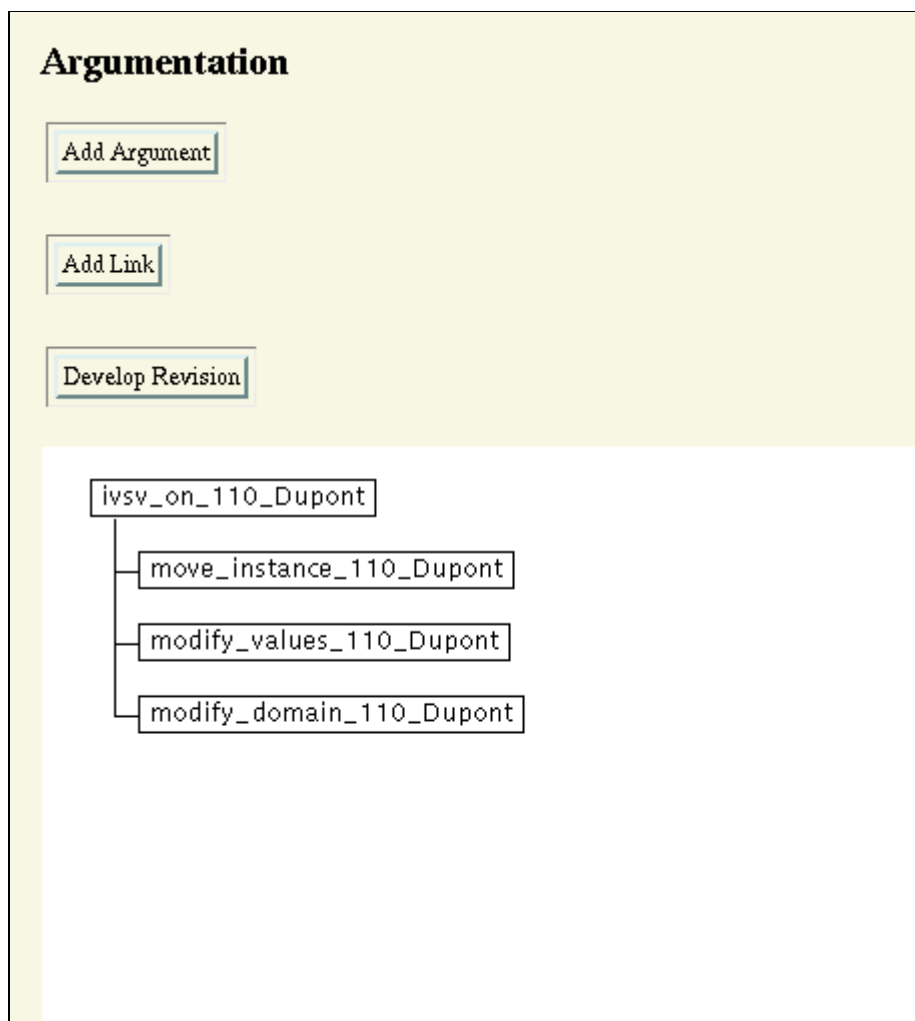 Argumentation
Add Argument
Add Link
Develop Revision
ivsv_on_110_Dupont
move_instance_110_Dupont
modify_values_110_Dupont
modify_domain_110_Dupont